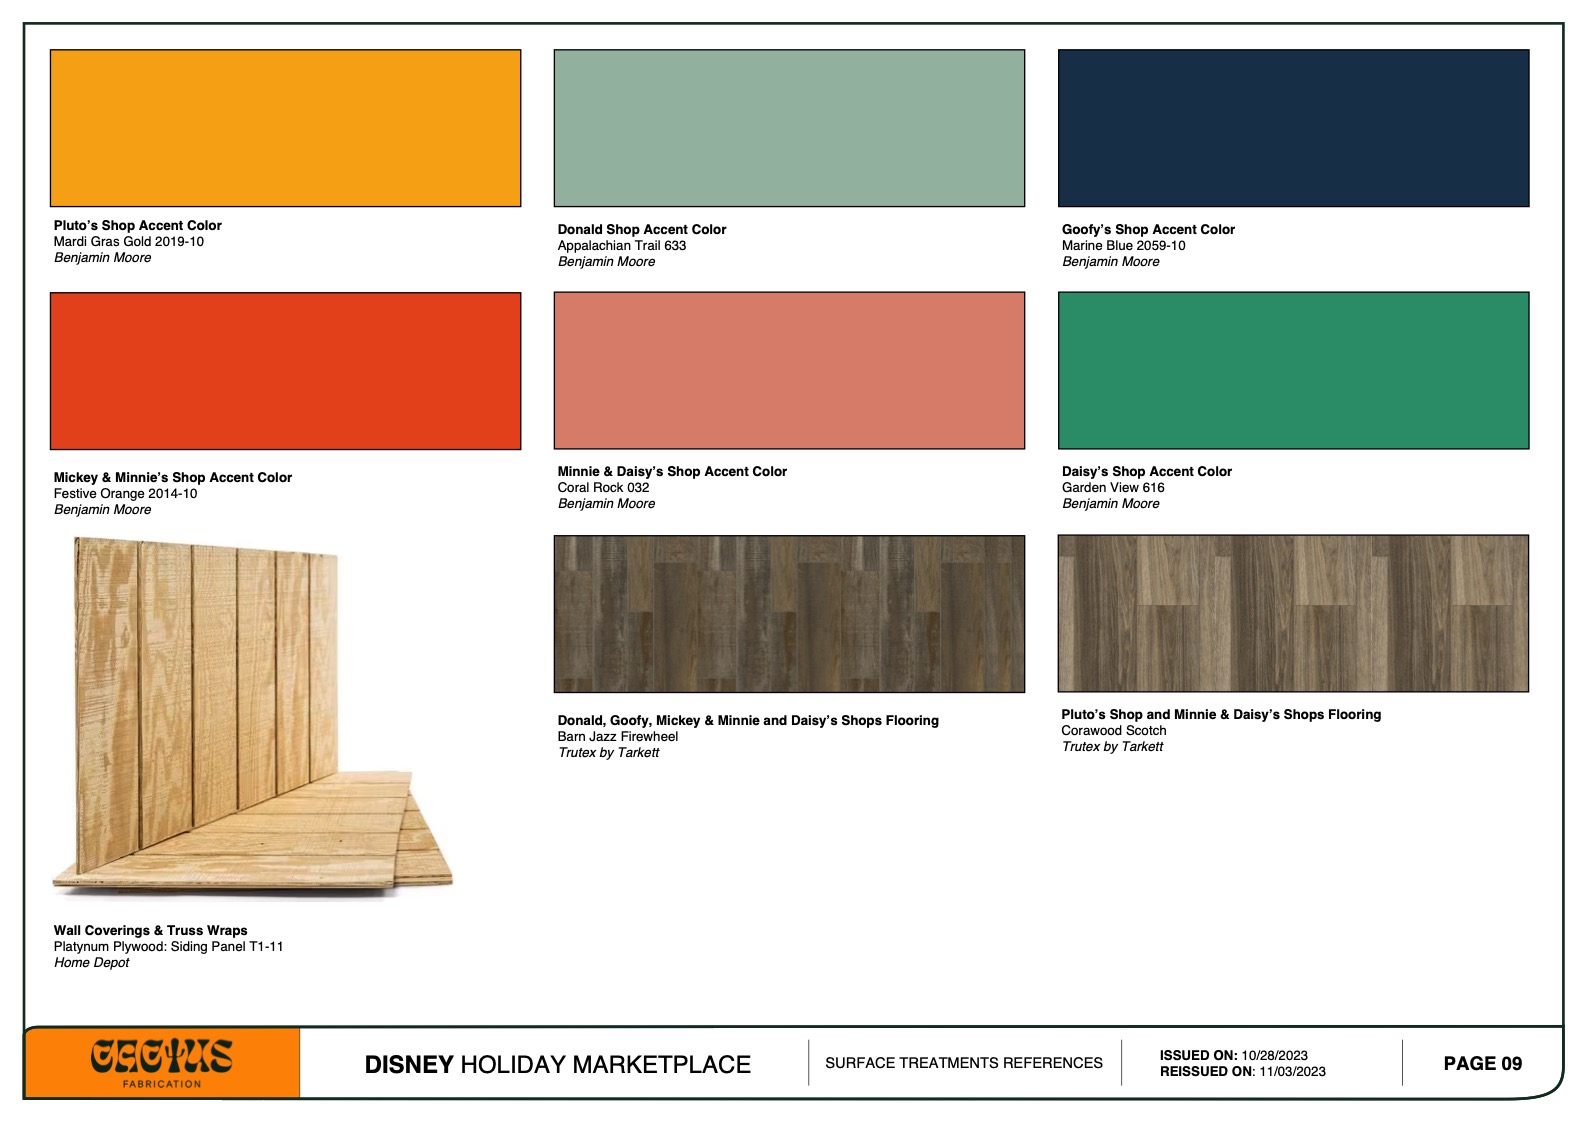 Pluto’s Shop Accent Color
Mardi Gras Gold 2019-10
Benjamin Moore
Donald Shop Accent Color
Appalachian Trail 633
Benjamin Moore
Goofy’s Shop Accent Color
Marine Blue 2059-10
Benjamin Moore
Mickey & Minnie’s Shop Accent Color
Festive Orange 2014-10
Benjamin Moore
Minnie & Daisy’s Shop Accent Color
Coral Rock 032
Benjamin Moore
Daisy’s Shop Accent Color
Garden View 616
Benjamin Moore
Donald, Goofy, Mickey & Minnie and Daisy’s Shops Flooring
Barn Jazz Firewheel
Trutex by Tarkett
Pluto’s Shop and Minnie & Daisy’s Shops Flooring
Corawood Scotch
Trutex by Tarkett
Wall Coverings & Truss Wraps
Platynum Plywood: Siding Panel T1-11
Home Depot
CACTUS
FABRICATION
DISNEY HOLIDAY MARKETPLACE
SURFACE TREATMENTS REFERENCES
ISSUED ON: 10/28/2023
REISSUED ON: 11/03/2023
PAGE 09